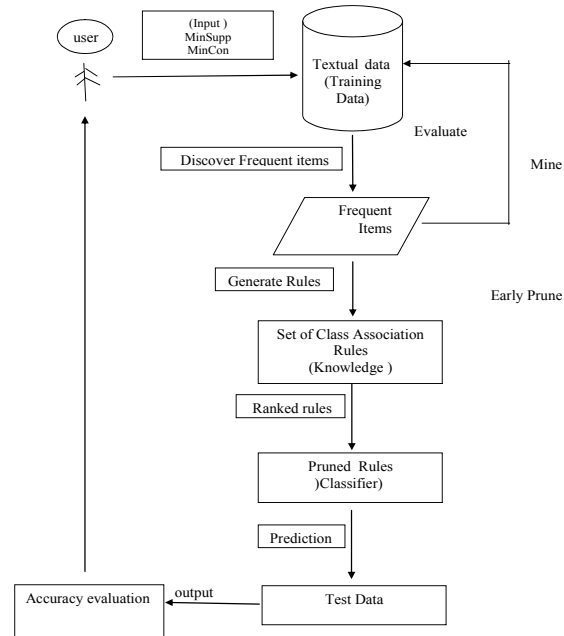 user
(Input )
MinSupp
MinCon
Textual data
(Training
Data)
Evaluate
Discover Frequent items
Mine
Frequent
Items
Generate Rules
Early Prune
Set of Class Association
Rules
(Knowledge )
Ranked rules
Pruned Rules
)Classifier)
Prediction
Accuracy evaluation
output
Test Data